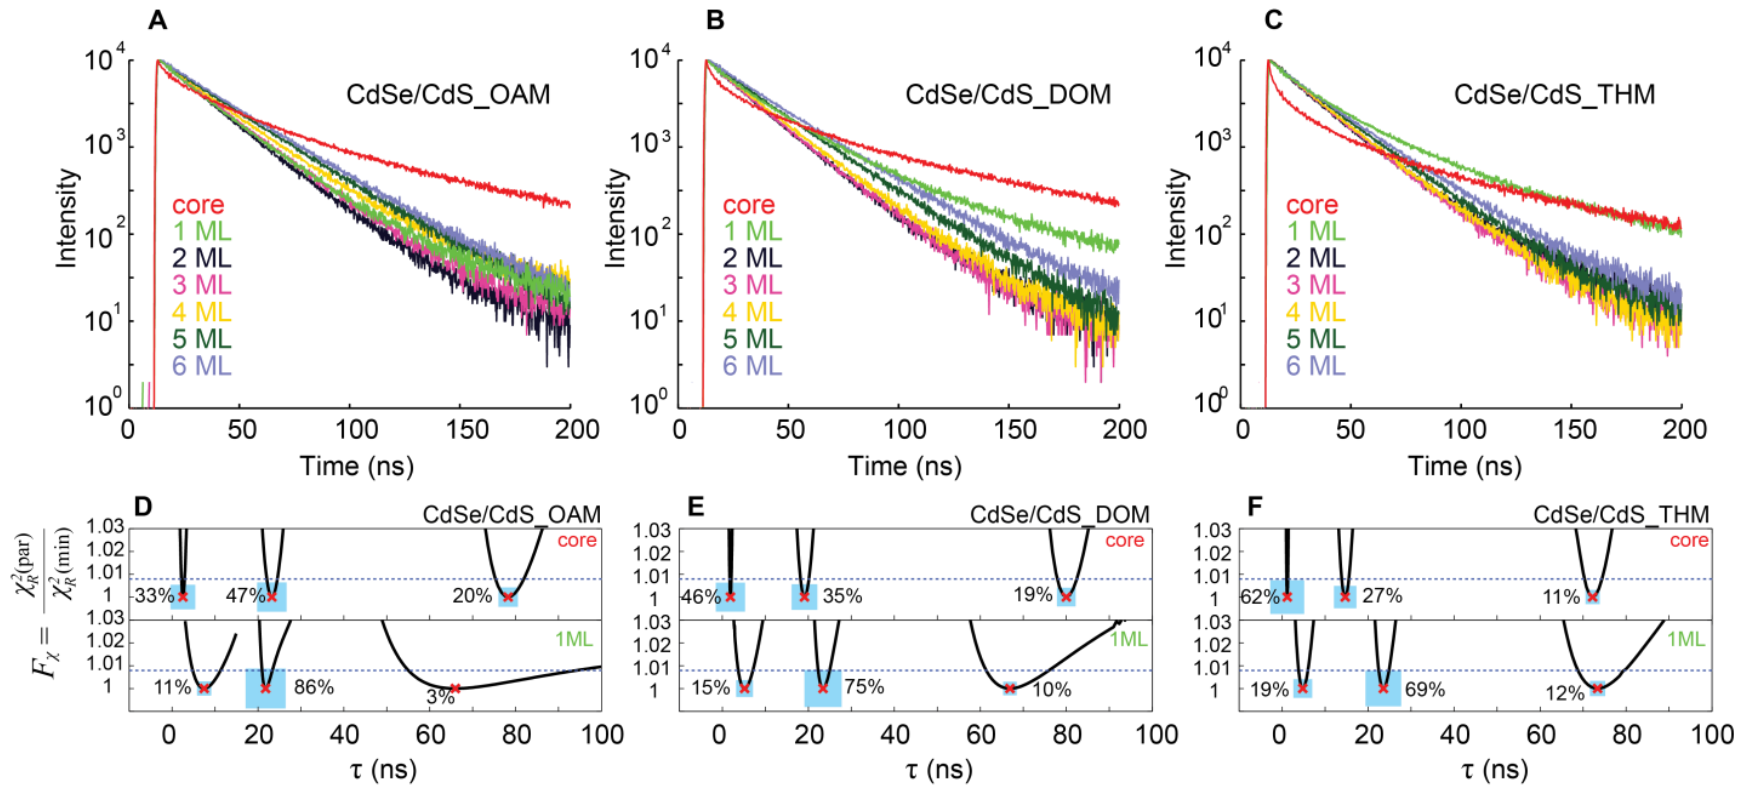 A
CdSe/CdS_OAM
10^4
10^3
10^2
10^1
10^0
Intensity
core
1 ML
2 ML
3 ML
4 ML
5 ML
6 ML
0 50 100 150 200
Time (ns)
B
CdSe/CdS_DOM
10^4
10^3
10^2
10^1
10^0
Intensity
core
1 ML
2 ML
3 ML
4 ML
5 ML
6 ML
0 50 100 150 200
Time (ns)
C
CdSe/CdS_THM
10^4
10^3
10^2
10^1
10^0
Intensity
core
1 ML
2 ML
3 ML
4 ML
5 ML
6 ML
0 50 100 150 200
Time (ns)
D
CdSe/CdS_OAM
F_χ = χ_R^2(par) / χ_R^2(min)
1.03
1.02
1.01
1
core
33% 47% 20%
1.03
1.02
1.01
1
1ML
11% 86% 3%
0 20 40 60 80 100
τ (ns)
E
CdSe/CdS_DOM
1.03
1.02
1.01
1
core
46% 35% 19%
1.03
1.02
1.01
1
1ML
15% 75% 10%
0 20 40 60 80 100
τ (ns)
F
CdSe/CdS_THM
1.03
1.02
1.01
1
core
62% 27% 11%
1.03
1.02
1.01
1
1ML
19% 69% 12%
0 20 40 60 80 100
τ (ns)